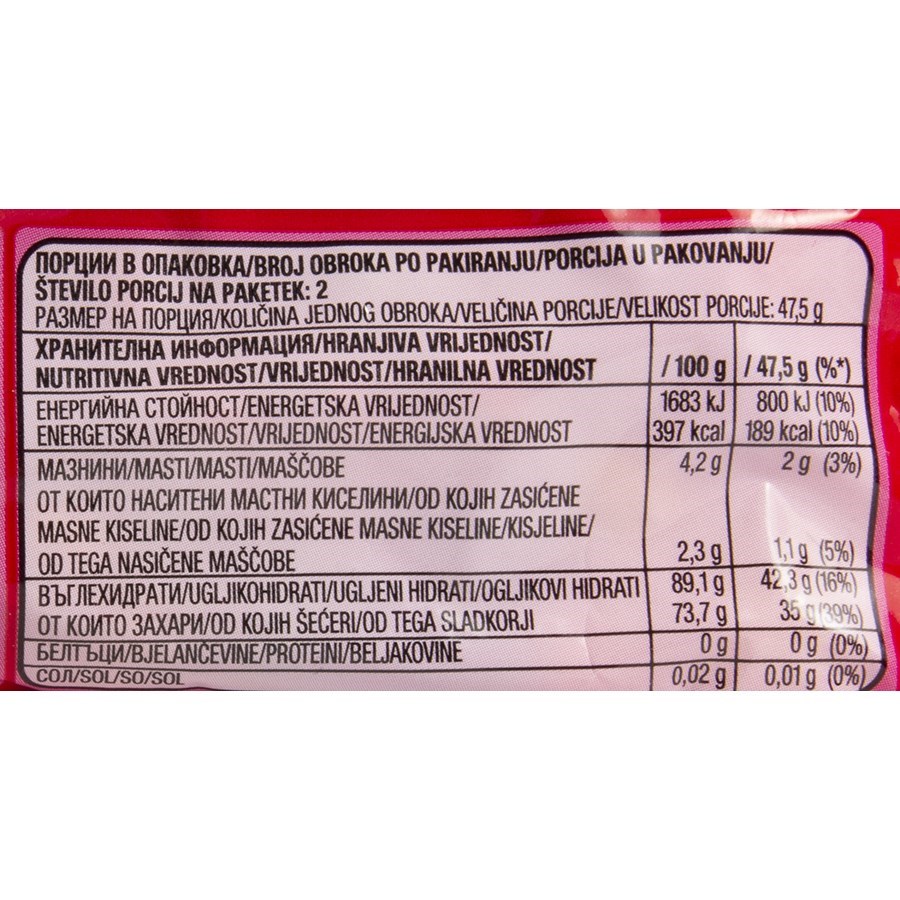 ПОРЦИИ В ОПАКОВКА/BROJ OBROKA PO PAKIRANJU/PORCIJA U PAKOVANJU/
ŠTEVILO PORCIJ NA PAKETEK: 2
РАЗМЕР НА ПОРЦИЯ/KOLIČINA JEDNOG OBROKA/VELIČINA PORCIJE/VELIKOST PORCIJE: 47,5 g
ХРАНИТЕЛНА ИНФОРМАЦИЯ/HRANJIVA VRIJEDNOST/
NUTRITIVNA VREDNOST/VRIJEDNOST/HRANILNA VREDNOST / 100 g / 47,5 g (%*)
ЕНЕРГИЙНА СТОЙНОСТ/ENERGETSKA VRIJEDNOST/ 1683 kJ 800 kJ (10%)
ENERGETSKA VREDNOST/VRIJEDNOST/ENERGIJSKA VREDNOST 397 kcal 189 kcal (10%)
МАЗНИНИ/MASTI/MASTI/MAŠČOBE 4,2 g 2 g (3%)
ОТ КОИТО НАСИТЕНИ МАСТНИ КИСЕЛИНИ/OD KOJIH ZASIĆENE
MASNE KISELINE/OD KOJIH ZASIĆENE MASNE KISELINE/KISJELINE/
OD TEGA NASIČENE MAŠČOBE 2,3 g 1,1 g (5%)
ВЪГЛЕХИДРАТИ/UGLJIKOHIDRATI/UGLJENI HIDRATI/OGLJIKOVI HIDRATI 89,1 g 42,3 g (16%)
ОТ КОИТО ЗАХАРИ/OD KOJIH ŠEĆERI/OD TEGA SLADKORJI 73,7 g 35 g (39%)
БЕЛТЪЦИ/BJELANČEVINE/PROTEINI/BELJAKOVINE 0 g 0 g (0%)
СОЛ/SOL/SO/SOL 0,02 g 0,01 g (0%)